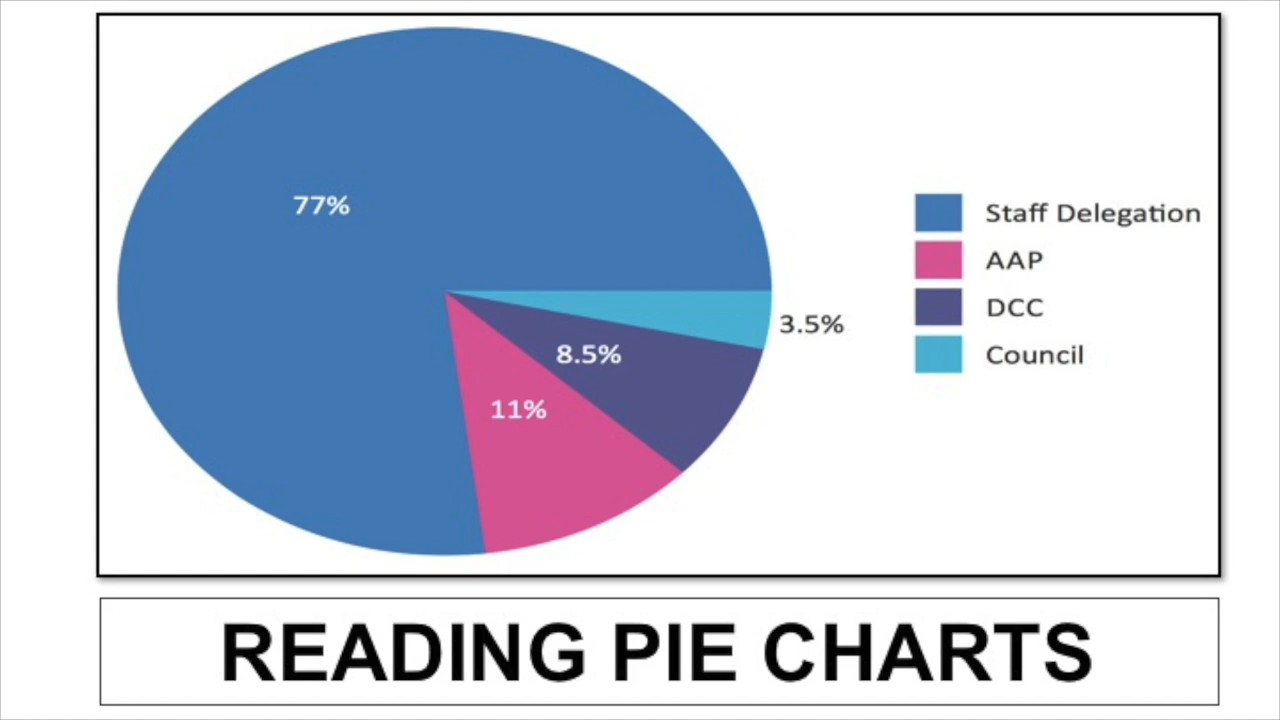 77%
3.5%
8.5%
11%
Staff Delegation
AAP
DCC
Council
READING PIE CHARTS